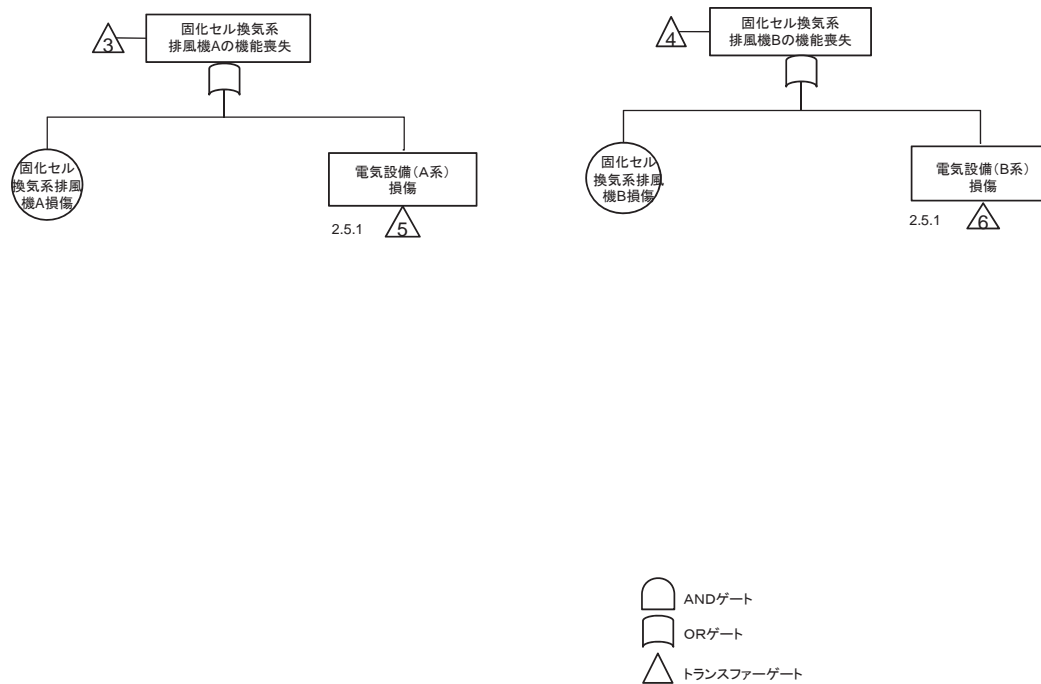 3
固化セル換気系
排風機Aの機能喪失
固化セル
換気系排風
機A損傷
電気設備（A系）
損傷
2.5.1
5
4
固化セル換気系
排風機Bの機能喪失
固化セル
換気系排風
機B損傷
電気設備（B系）
損傷
2.5.1
6
ANDゲート
ORゲート
トランスファーゲート